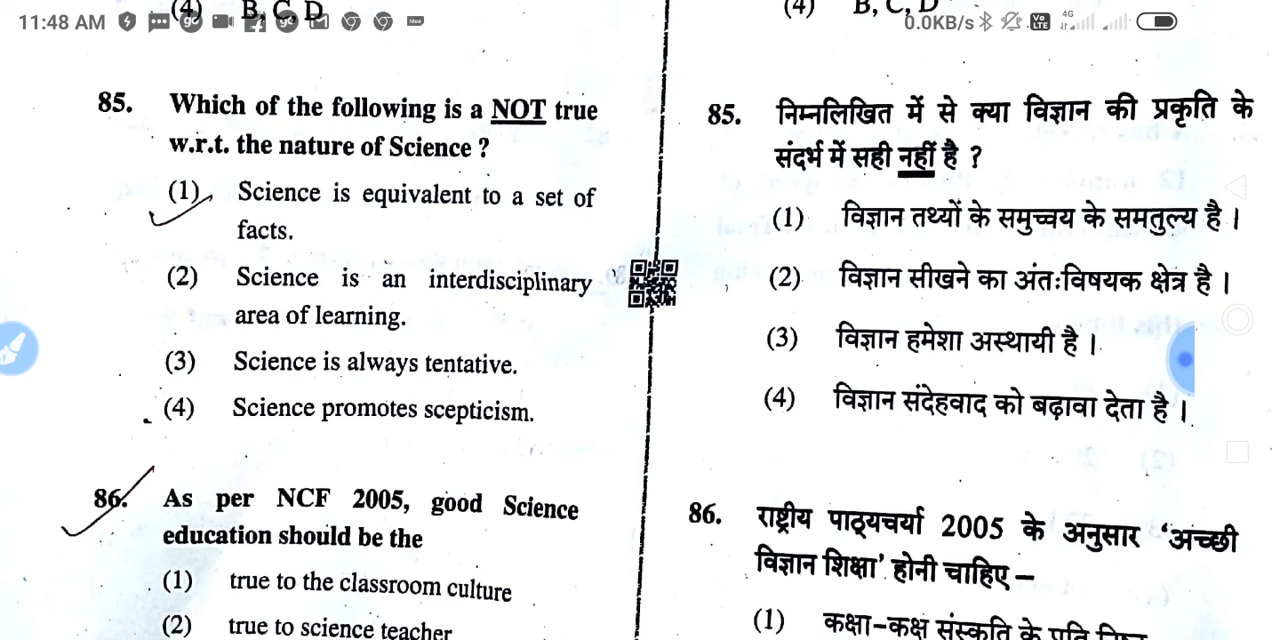 (4) B, C, D
(4) B, C, D
11:48 AM
0.0KB/s
Vo
LTE
4G
85. Which of the following is a NOT true
w.r.t. the nature of Science ?
(1) Science is equivalent to a set of
facts.
(2) Science is an interdisciplinary
area of learning.
(3) Science is always tentative.
(4) Science promotes scepticism.
86. As per NCF 2005, good Science
education should be the
(1) true to the classroom culture
(2) true to science teacher
85. निम्नलिखित में से क्या विज्ञान की प्रकृति के
संदर्भ में सही नहीं है ?
(1) विज्ञान तथ्यों के समुच्चय के समतुल्य है ।
(2) विज्ञान सीखने का अंतःविषयक क्षेत्र है ।
(3) विज्ञान हमेशा अस्थायी है ।
(4) विज्ञान संदेहवाद को बढ़ावा देता है ।
86. राष्ट्रीय पाठ्यचर्या 2005 के अनुसार ‘अच्छी
विज्ञान शिक्षा’ होनी चाहिए –
(1) कक्षा-कक्ष संस्कृति के प्रति